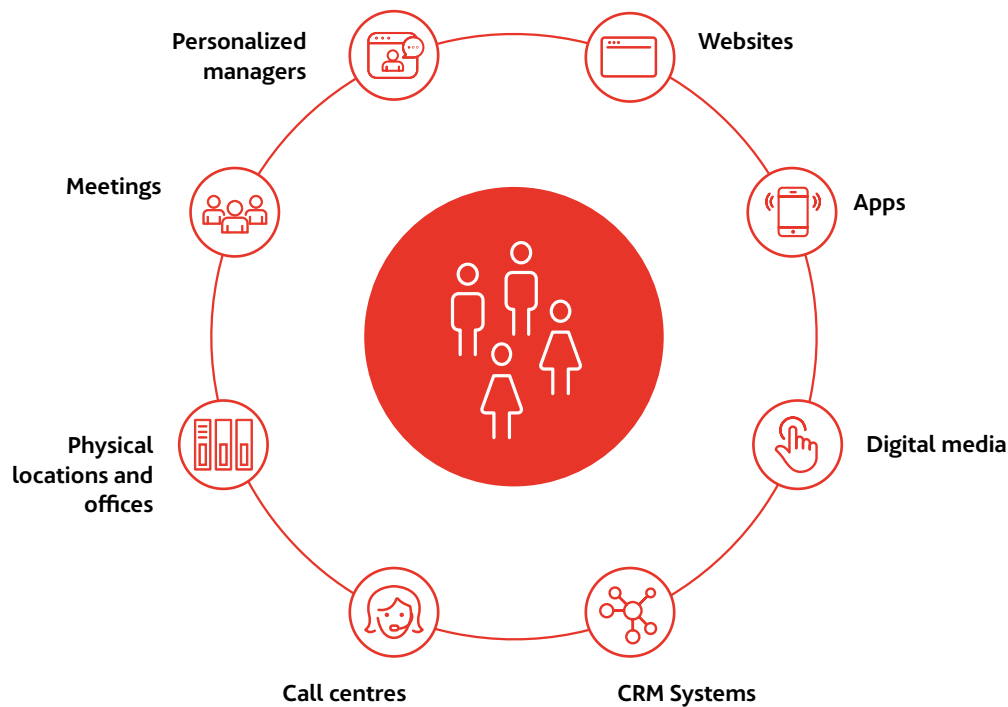 Personalized
managers
Websites
Meetings
Apps
Physical
locations and
offices
Digital media
Call centres
CRM Systems